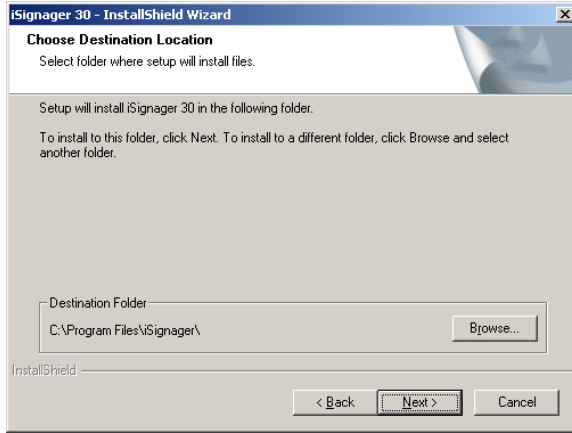 iSignager 30 - InstallShield Wizard
Choose Destination Location
Select folder where setup will install files.
Setup will install iSignager 30 in the following folder.
To install to this folder, click Next. To install to a different folder, click Browse and select
another folder.
Destination Folder
C:\Program Files\iSignager\
Browse...
InstallShield
< Back
Next >
Cancel